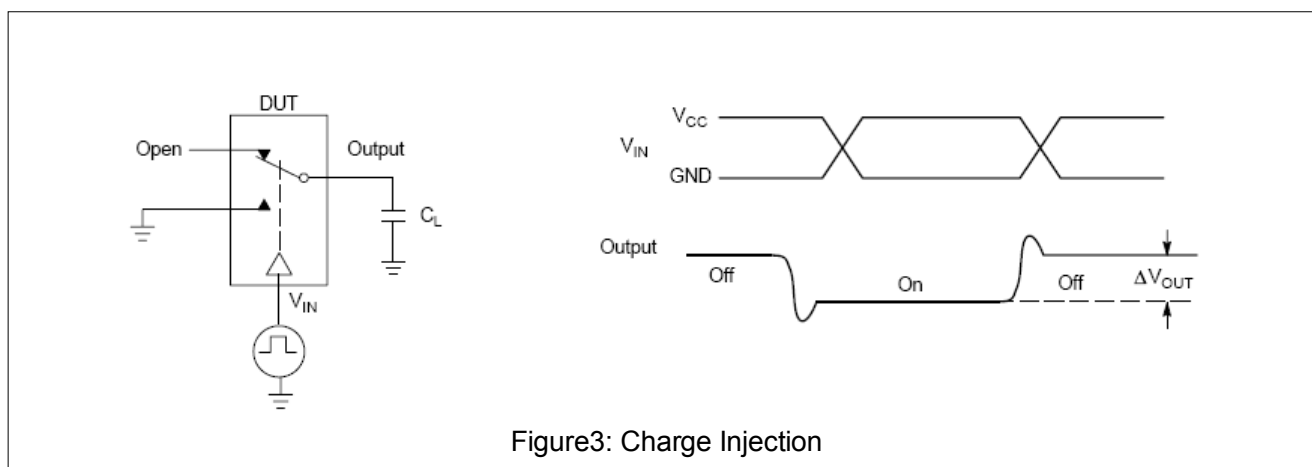 DUT
Open
Output
C_L
V_IN
V_CC
V_IN
GND
Output
Off
On
Off
ΔV_OUT
Figure3: Charge Injection